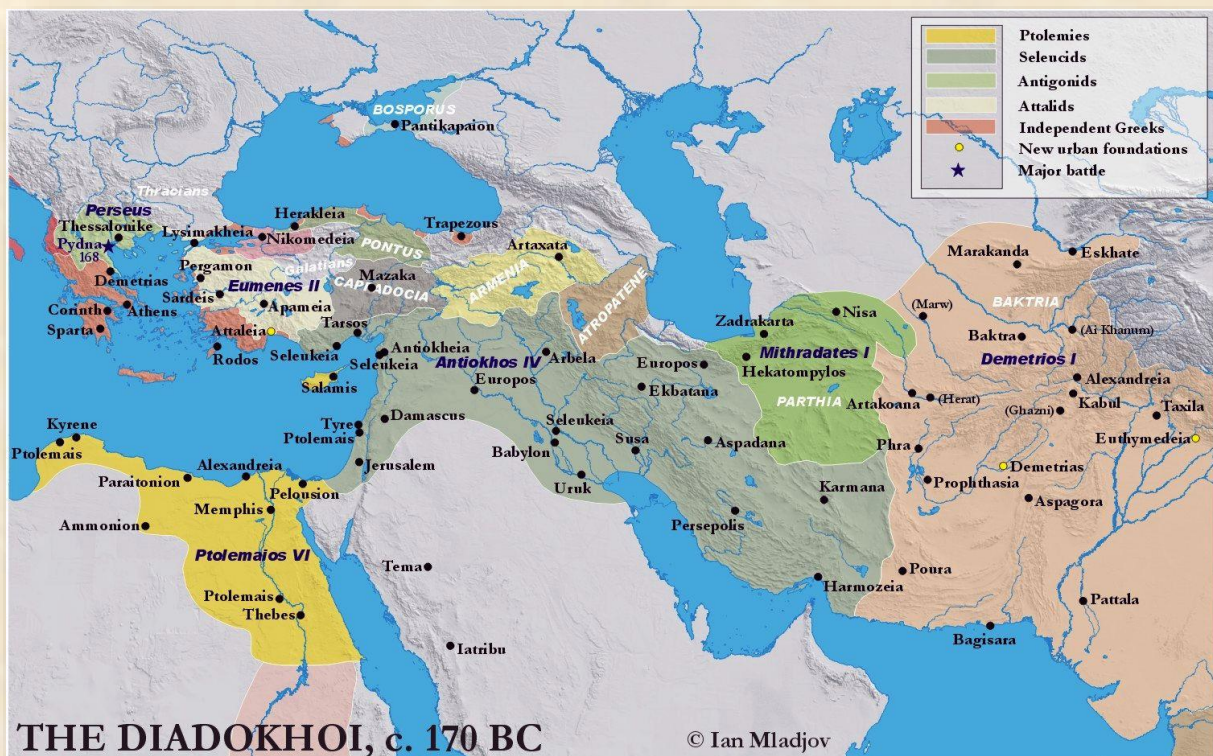 Ptolemies
Seleucids
Antigonids
Attalids
Independent Greeks
New urban foundations
Major battle
BOSPORUS
Pantikapaion
Thracians
Perseus
Thessalonike
Pydna
168
Lysimakheia
Herakleia
Nikomedeia
Trapezous
PONTUS
Artaxata
ARMENIA
Galatians
Mazaka
CAPPADOCIA
Pergamon
Eumenes II
Demetrias
Sardeis
Apameia
Corinth
Athens
Sparta
Attaleia
Tarsos
Rodos
Seleukeia
Antiokheia
Seleukeia
Antiokhos IV
Arbela
ATROPATENE
Salamis
Europos
Europos
Ekbatana
Zadrakarta
Nisa
Mithradates I
Hekatompylos
PARTHIA
Marakanda
Eskhate
BAKTRIA
(Marw)
Baktra
(Ai Khanum)
Demetrios I
Alexandreia
Artakoana
(Herat)
Kabul
(Ghazni)
Taxila
Euthymedeia
Phra
Demetrias
Prophthasia
Aspagora
Kyrene
Ptolemais
Tyre
Ptolemais
Damascus
Seleukeia
Babylon
Susa
Aspadana
Jerusalem
Uruk
Karmana
Persepolis
Alexandreia
Paraitonion
Pelousion
Memphis
Ammonion
Ptolemaios VI
Tema
Ptolemais
Thebes
Iatribu
Harmozeia
Poura
Pattala
Bagisara
THE DIADOKHOI, c. 170 BC
© Ian Mladjov